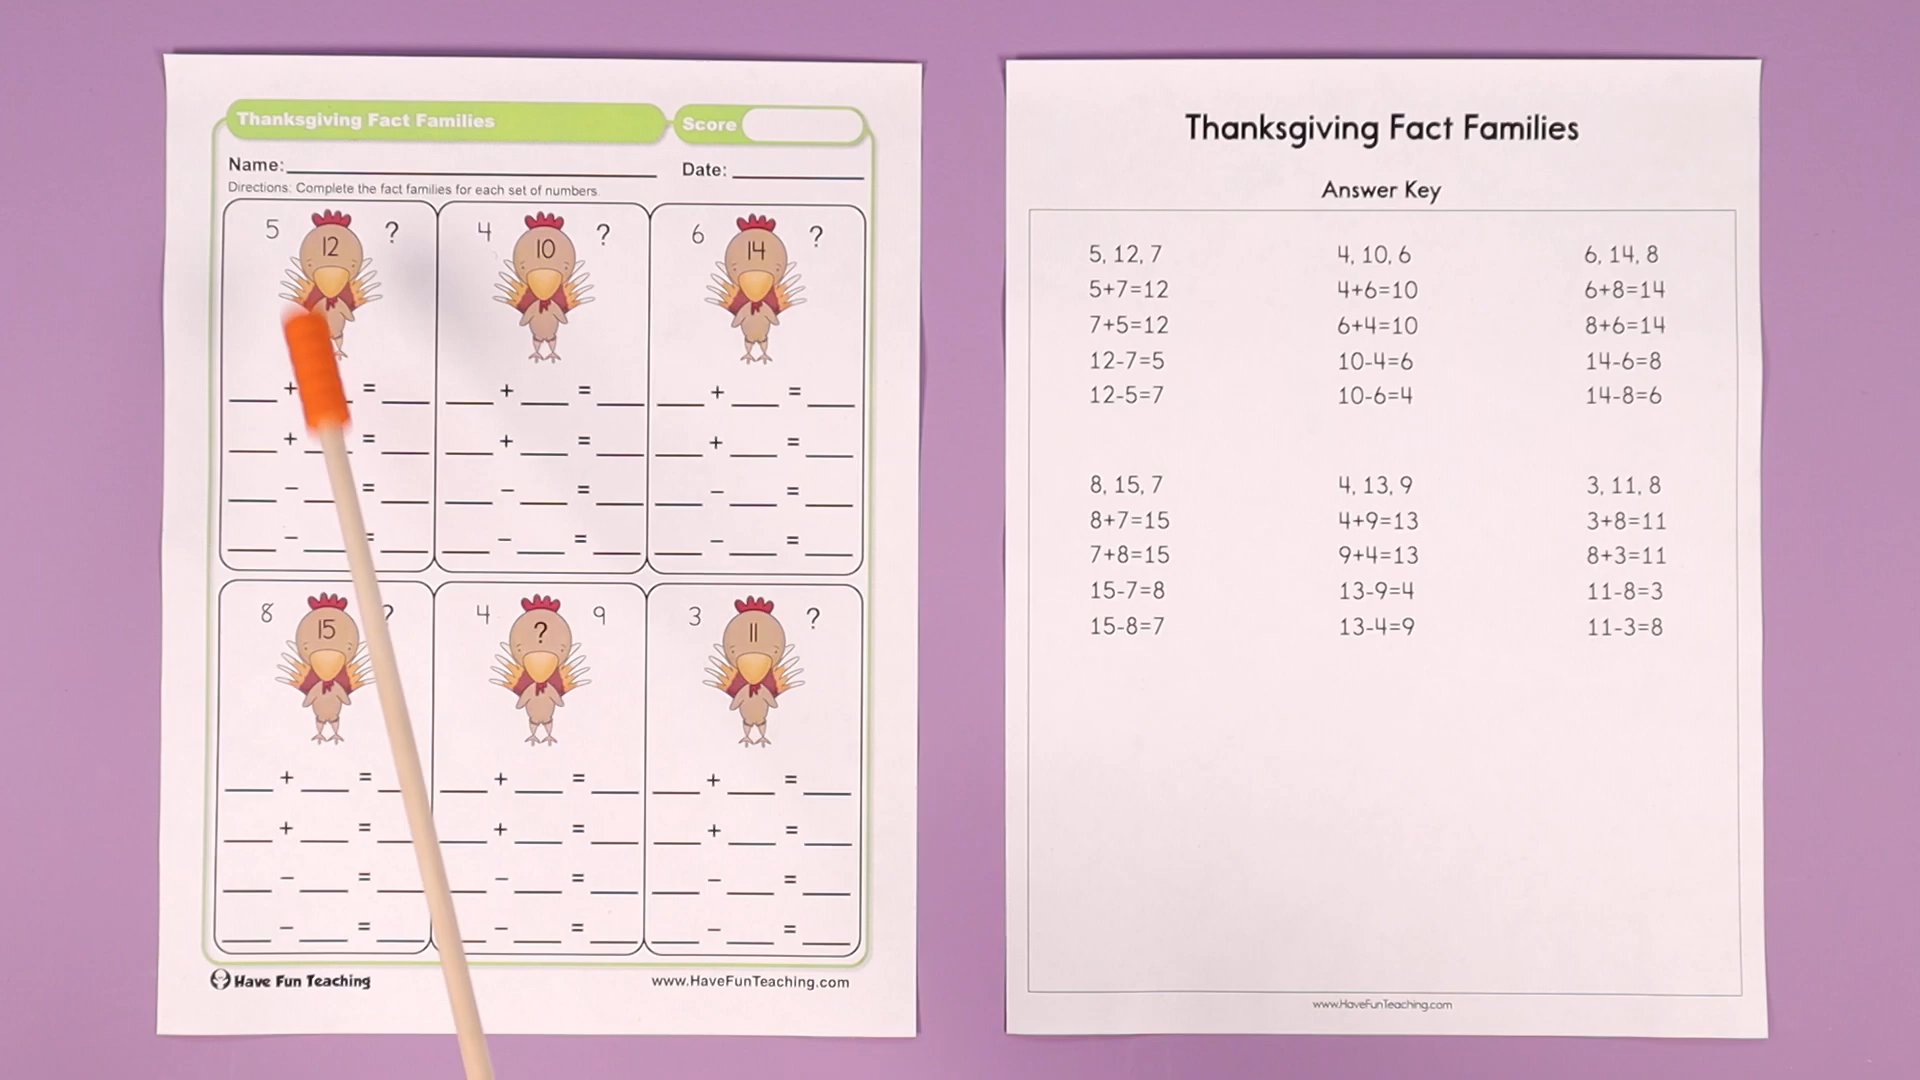 Thanksgiving Fact Families
Score
Name:
Date:
Directions: Complete the fact families for each set of numbers.
5 12 ?
4 10 ?
6 14 ?
+ =
+ =
+ =
+ =
+ =
+ =
- =
- =
- =
- =
- =
- =
8 15 ?
4 ? 9
3 11 ?
+ =
+ =
+ =
+ =
+ =
+ =
- =
- =
- =
- =
- =
- =
Have Fun Teaching
www.HaveFunTeaching.com
Thanksgiving Fact Families
Answer Key
5, 12, 7
5+7=12
7+5=12
12-7=5
12-5=7
4, 10, 6
4+6=10
6+4=10
10-4=6
10-6=4
6, 14, 8
6+8=14
8+6=14
14-6=8
14-8=6
8, 15, 7
8+7=15
7+8=15
15-7=8
15-8=7
4, 13, 9
4+9=13
9+4=13
13-9=4
13-4=9
3, 11, 8
3+8=11
8+3=11
11-8=3
11-3=8
www.HaveFunTeaching.com